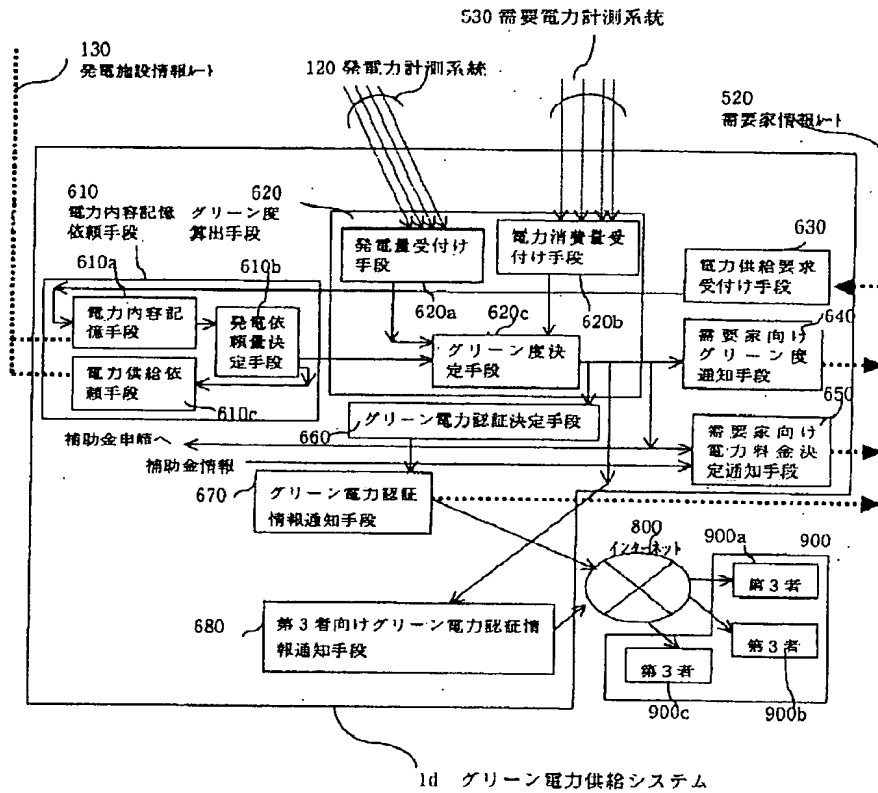 530 需要電力計測系統
130
発電施設情報ルート
120 発電力計測系統
520
需要家情報ルート
610
電力内容記憶
依頼手段
620
グリーン度
算出手段
610a
電力内容記
憶手段
610b
発電依
頼量決
定手段
電力供給依
頼手段
610c
発電量受付け
手段
620a
電力消費量受
付け手段
620b
620c
グリーン度決
定手段
630
電力供給要求
受付け手段
640
需要家向け
グリーン度
通知手段
650
需要家向け
電力料金決
定通知手段
660
グリーン電力認証決定手段
補助金申請へ
補助金情報
670
グリーン電力認証
情報通知手段
680
第3者向けグリーン電力認証情
報通知手段
800
インターネット
900a
900
第3者
第3者
900b
第3者
900c
1d グリーン電力供給システム